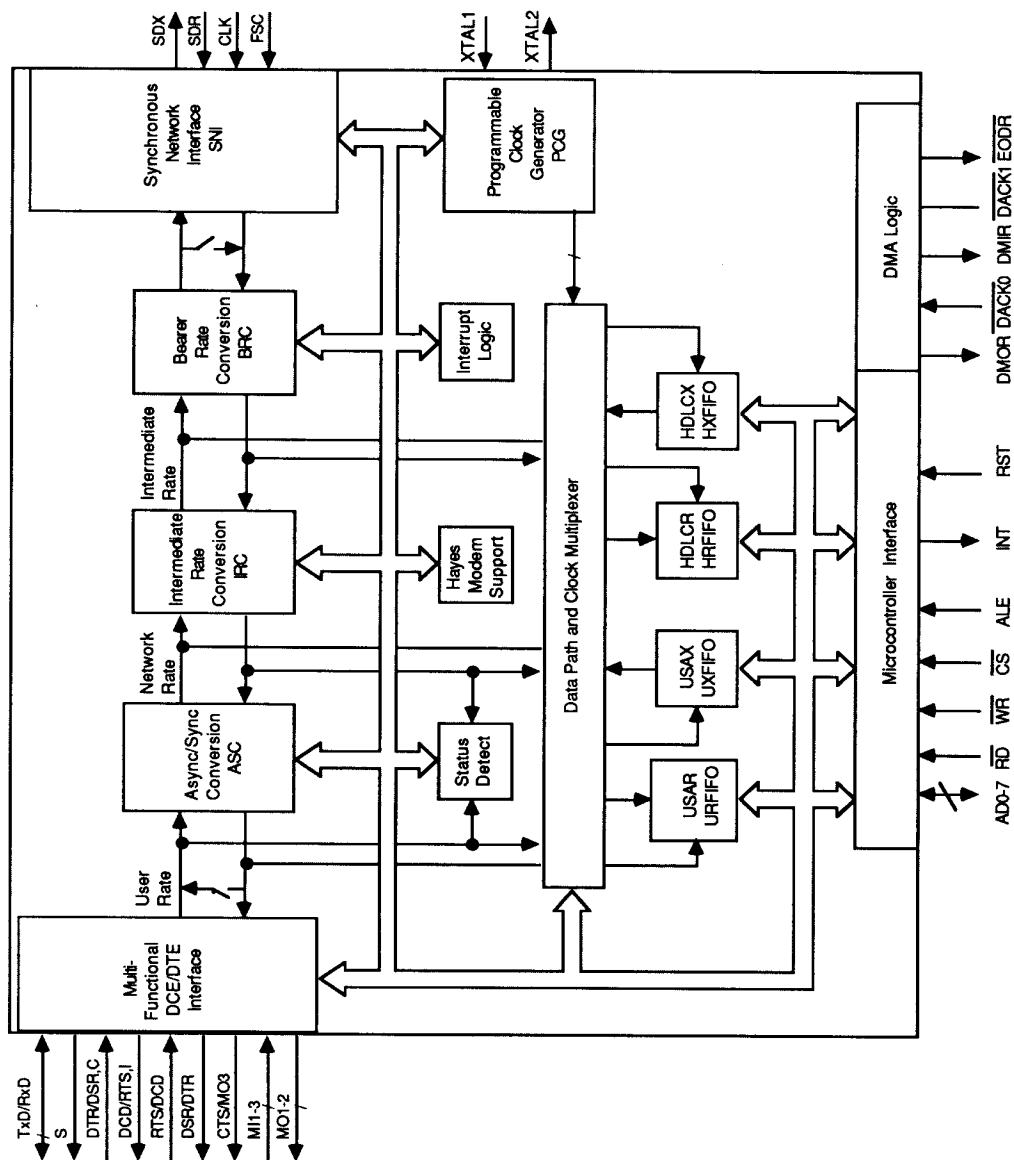 TxD/RxD
S
DTR/DSR,C
DCD/RTS,I
RTS/DCD
DSR/DTR
CTS/MO3
MI1-3
MO1-2
Multi-
Functional
DCE/DTE
Interface
User
Rate
Async/Sync
Conversion
ASC
Network
Rate
Intermediate
Rate
Conversion
IRC
Intermediate
Rate
Bearer
Rate
Conversion
BRC
Synchronous
Network
Interface
SNI
SDX
SDR
CLK
FSC
Status
Detect
Hayes
Modem
Support
Interrupt
Logic
Programmable
Clock
Generator
PCG
XTAL1
XTAL2
Data Path and Clock Multiplexer
USAR
URFIFO
USAX
UXFIFO
HDLCR
HRFIFO
HDLCX
HXFIFO
Microcontroller Interface
DMA Logic
AD0-7
RD
WR
CS
ALE
INT
RST
DMOR
DACK0
DMIR
DACK1
EODR